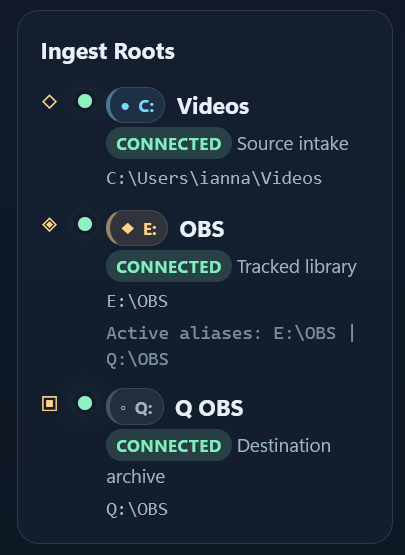 Ingest Roots
C: Videos
CONNECTED Source intake
C:\Users\ianna\Videos
E: OBS
CONNECTED Tracked library
E:\OBS
Active aliases: E:\OBS |
Q:\OBS
Q: Q OBS
CONNECTED Destination
archive
Q:\OBS